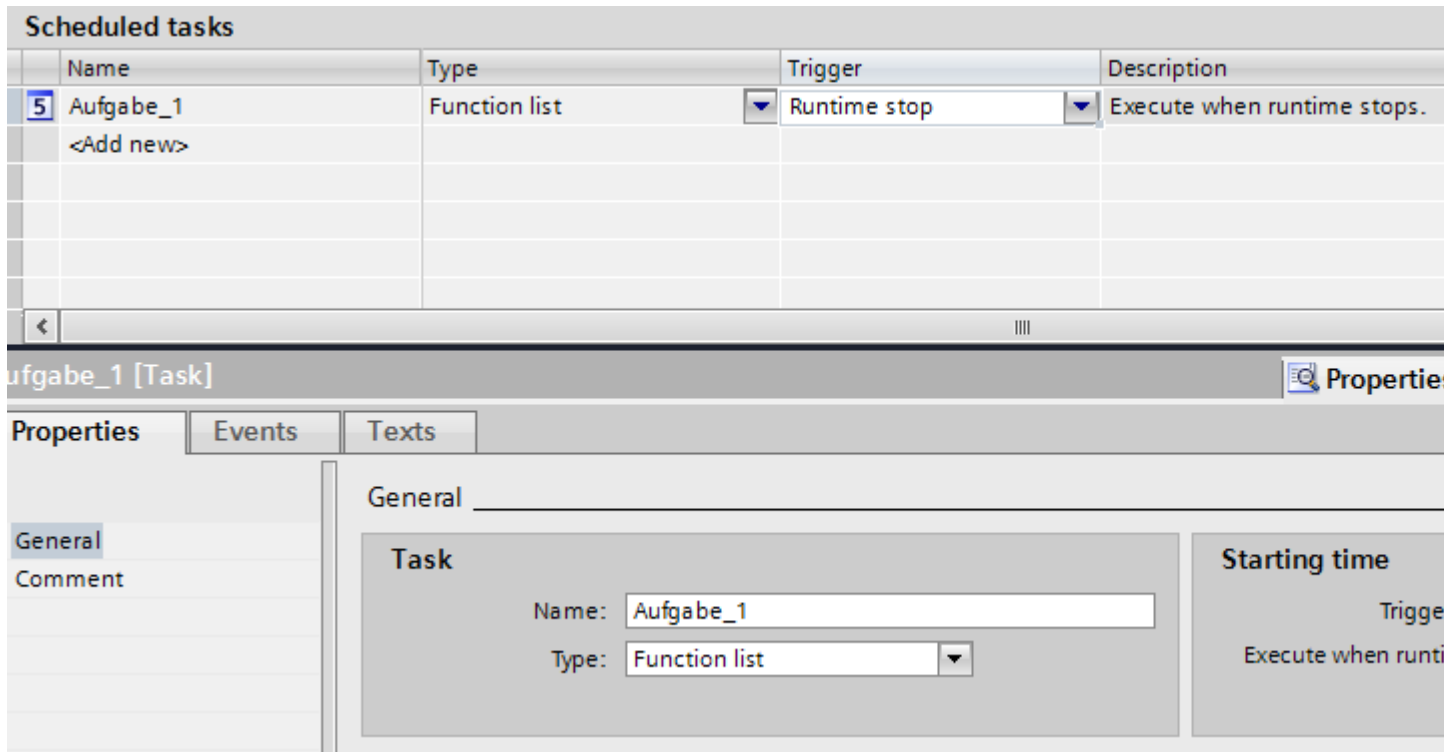 Scheduled tasks
Name Type Trigger Description
5 Aufgabe_1 Function list Runtime stop Execute when runtime stops.
<Add new>
ufgabe_1 [Task] Propertie
Properties Events Texts
General
General
Comment
Task
Name: Aufgabe_1
Type: Function list
Starting time
Trigge
Execute when runti